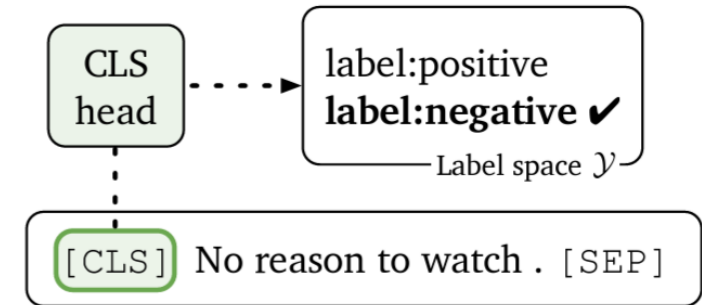 CLS
head
label:positive
label:negative ✔
Label space 𝒴
[CLS] No reason to watch . [SEP]